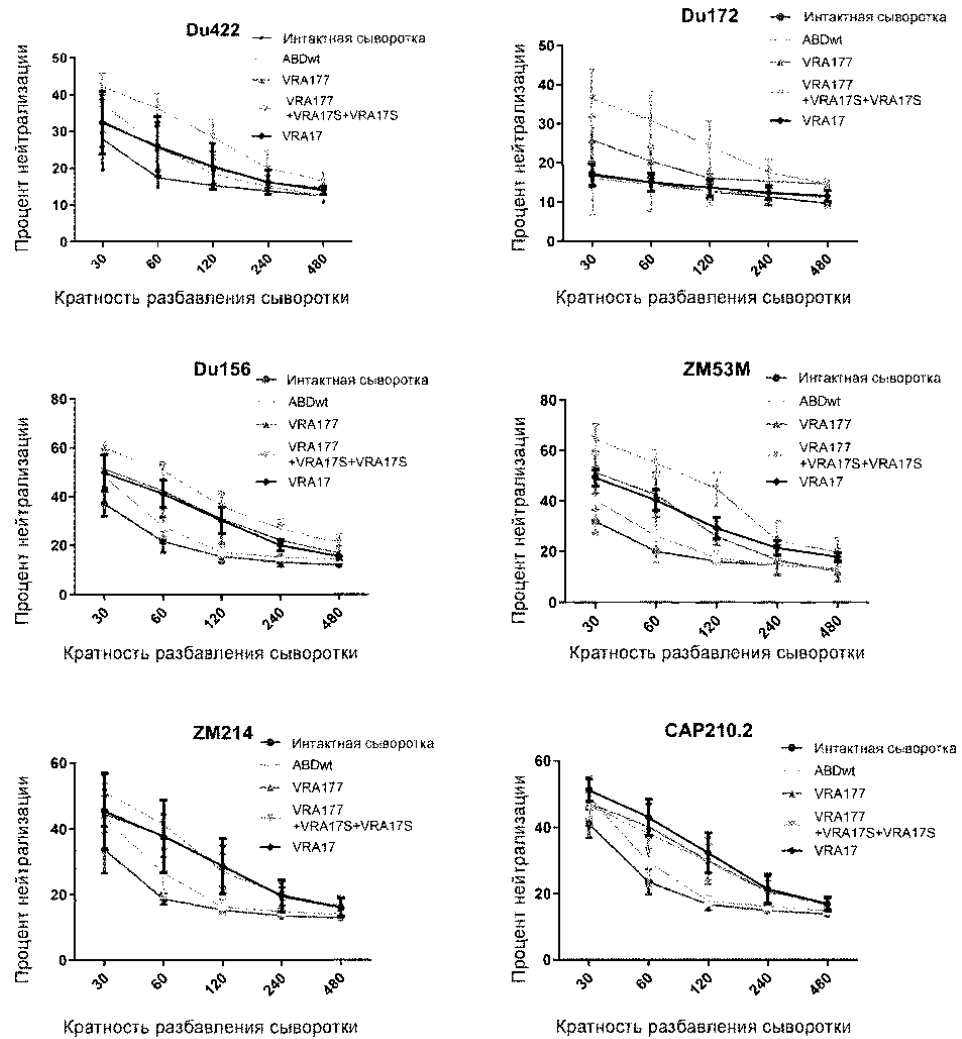 Du422
Интактная сыворотка
ABDwt
VRA177
VRA177
+VRA17S+VRA17S
VRA17
Процент нейтрализации
50
40
30
20
10
0
30
60
120
240
480
Кратность разбавления сыворотки
Du172
Интактная сыворотка
ABDwt
VRA177
VRA177
+VRA17S+VRA17S
VRA17
Процент нейтрализации
50
40
30
20
10
0
30
60
120
240
480
Кратность разбавления сыворотки
Du156
Интактная сыворотка
ABDwt
VRA177
VRA177
+VRA17S+VRA17S
VRA17
Процент нейтрализации
80
60
40
20
0
30
60
120
240
480
Кратность разбавления сыворотки
ZM53M
Интактная сыворотка
ABDwt
VRA177
VRA177
+VRA17S+VRA17S
VRA17
Процент нейтрализации
80
60
40
20
0
30
60
120
240
480
Кратность разбавления сыворотки
ZM214
Интактная сыворотка
ABDwt
VRA177
VRA177
+VRA17S+VRA17S
VRA17
Процент нейтрализации
60
40
20
0
30
60
120
240
480
Кратность разбавления сыворотки
CAP210.2
Интактная сыворотка
ABDwt
VRA177
VRA177
+VRA17S+VRA17S
VRA17
Процент нейтрализации
60
40
20
0
30
60
120
240
480
Кратность разбавления сыворотки